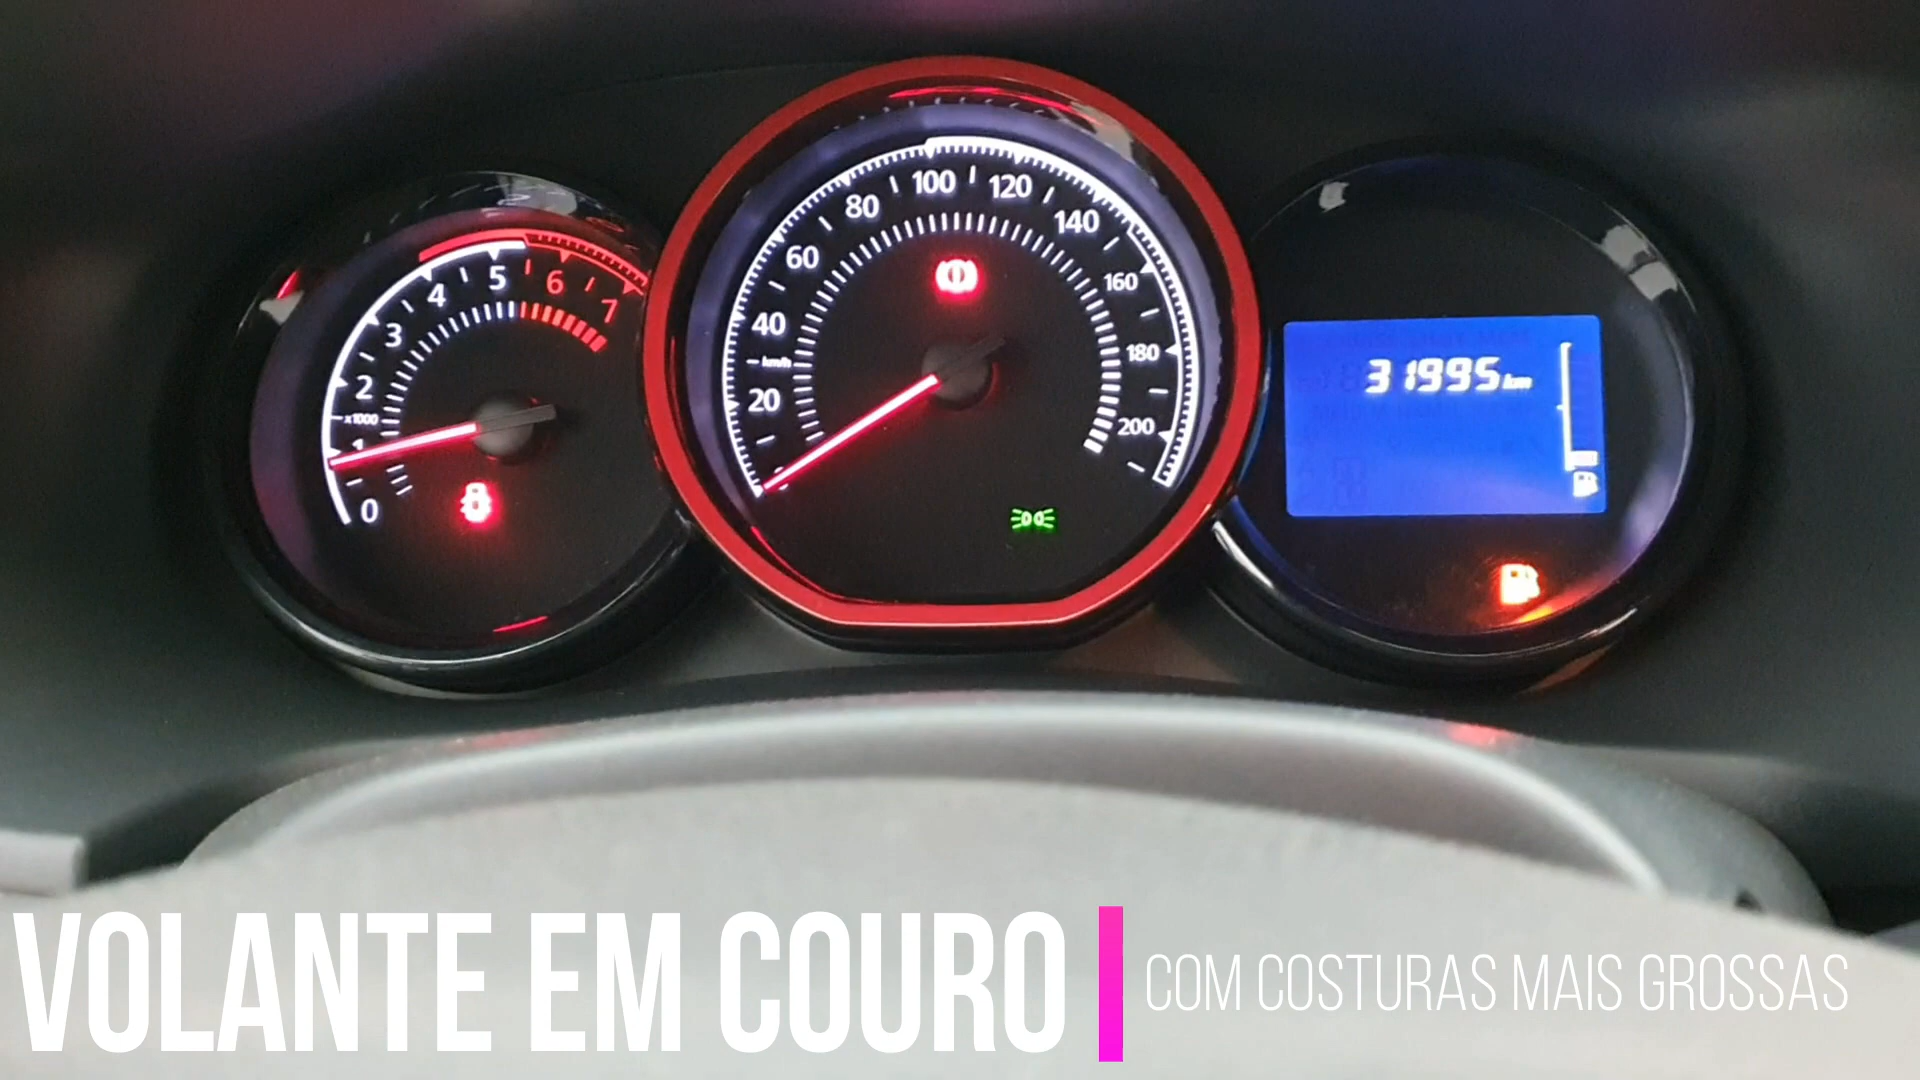 100 120
80 140
60 160
5 6 7
4
3 40 180
km/h
2 20 200
x1000
1
0
31995 km
VOLANTE EM COURO
COM COSTURAS MAIS GROSSAS